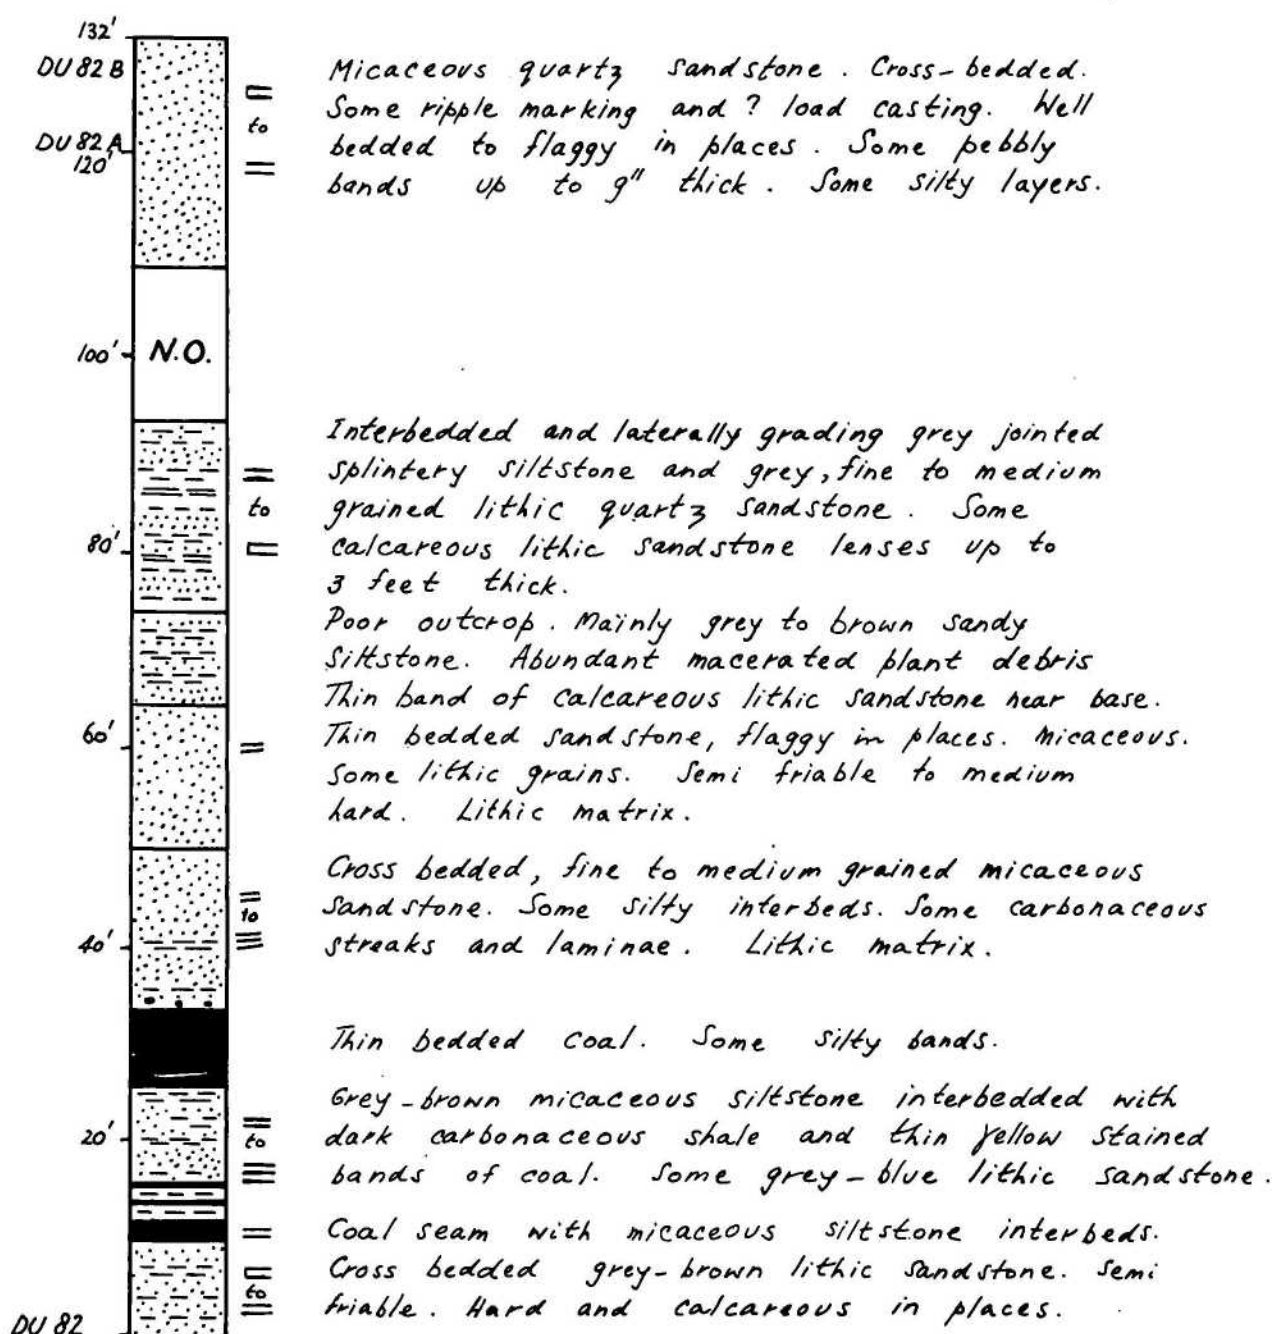 132'
DU 82 B
DU 82 A
120'
to
Micaceous quartz sandstone. Cross-bedded.
Some ripple marking and ? load casting. Well
bedded to flaggy in places. Some pebbly
bands up to 9" thick. Some silty layers.
100'
N.O.
80'
to
Interbedded and laterally grading grey jointed
splintery siltstone and grey, fine to medium
grained lithic quartz sandstone. Some
calcareous lithic sandstone lenses up to
3 feet thick.
Poor outcrop. Mainly grey to brown sandy
siltstone. Abundant macerated plant debris
Thin band of calcareous lithic sandstone near base.
60'
Thin bedded sandstone, flaggy in places. Micaceous.
Some lithic grains. Semi friable to medium
hard. Lithic matrix.
40'
to
Cross bedded, fine to medium grained micaceous
sandstone. Some silty interbeds. Some carbonaceous
streaks and laminae. Lithic matrix.
Thin bedded coal. Some silty bands.
20'
to
Grey-brown micaceous siltstone interbedded with
dark carbonaceous shale and thin yellow stained
bands of coal. Some grey-blue lithic sandstone.
Coal seam with micaceous siltstone interbeds.
to
Cross bedded grey-brown lithic sandstone. Semi
friable. Hard and calcareous in places.
DU 82